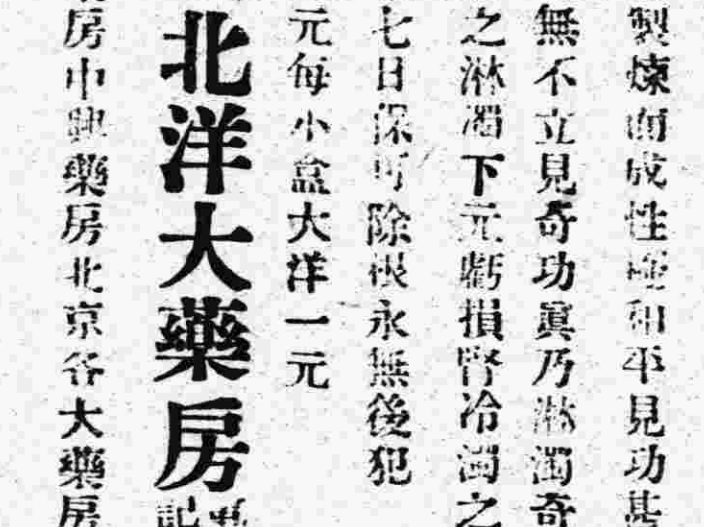 製煉而成性極和平見功甚
無不立見奇功眞乃淋濁奇
之淋濁下元虧損腎冷濁之
七日保可除根永無後犯
元每小盒大洋一元
北洋大藥房
記
房中興藥房北京各大藥房